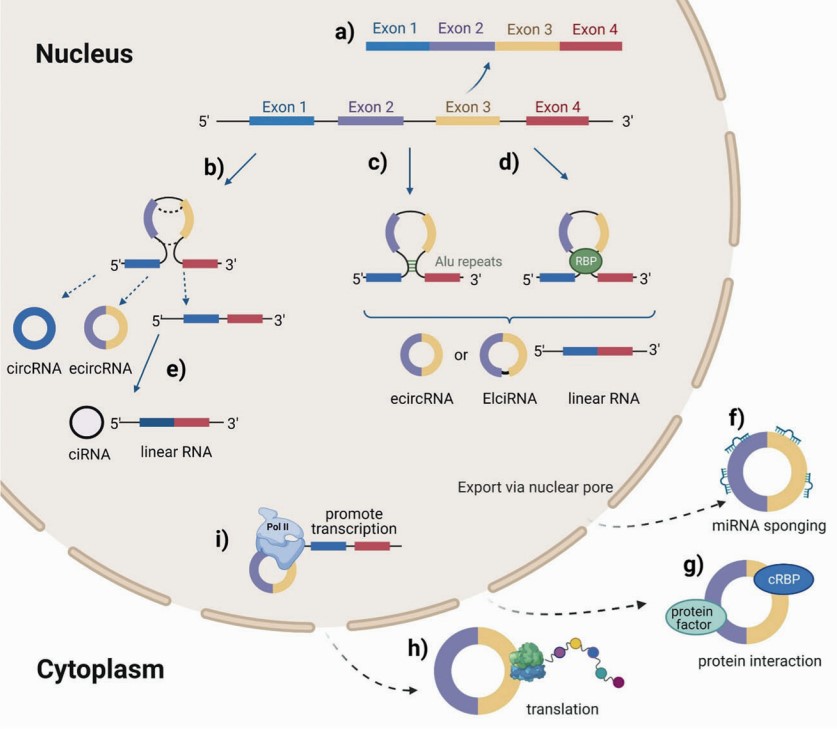 a)
Exon 1 Exon 2 Exon 3 Exon 4
Nucleus
5' Exon 1 Exon 2 Exon 3 Exon 4 3'
b)
c)
d)
5' 3'
Alu repeats
5' 3'
RBP
5' 3'
circRNA ecircRNA
5' 3'
e)
ciRNA
5' 3'
linear RNA
or
5' 3'
ecircRNA ElciRNA linear RNA
f)
miRNA sponging
Export via nuclear pore
i)
Pol II
promote
transcription
g)
cRBP
protein
factor
protein interaction
Cytoplasm
h)
translation